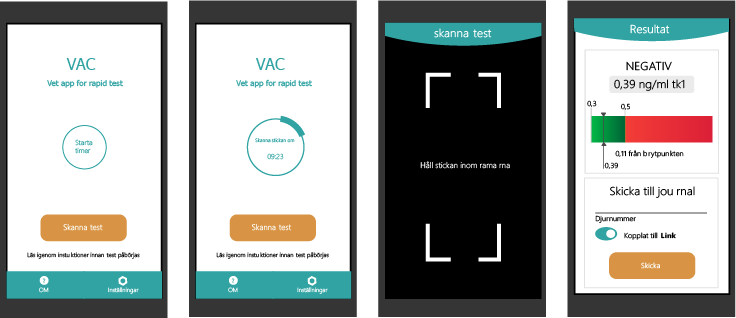 VAC
Vet app for rapid test
Starta
timer
Skanna test
Läs igenom instuktioner innan test påbörjas
?
OM
Inställningar
VAC
Vet app for rapid test
Skanna stickan om
09:23
Skanna test
Läs igenom instuktioner innan test påbörjas
?
OM
Inställningar
skanna test
Håll stickan inom rama rna
Resultat
NEGATIV
0,39 ng/ml tk1
0,3
0,5
0,11 från brytpunkten
0,39
Skicka till jou rnal
Djurnummer
Kopplat till Link
Skicka